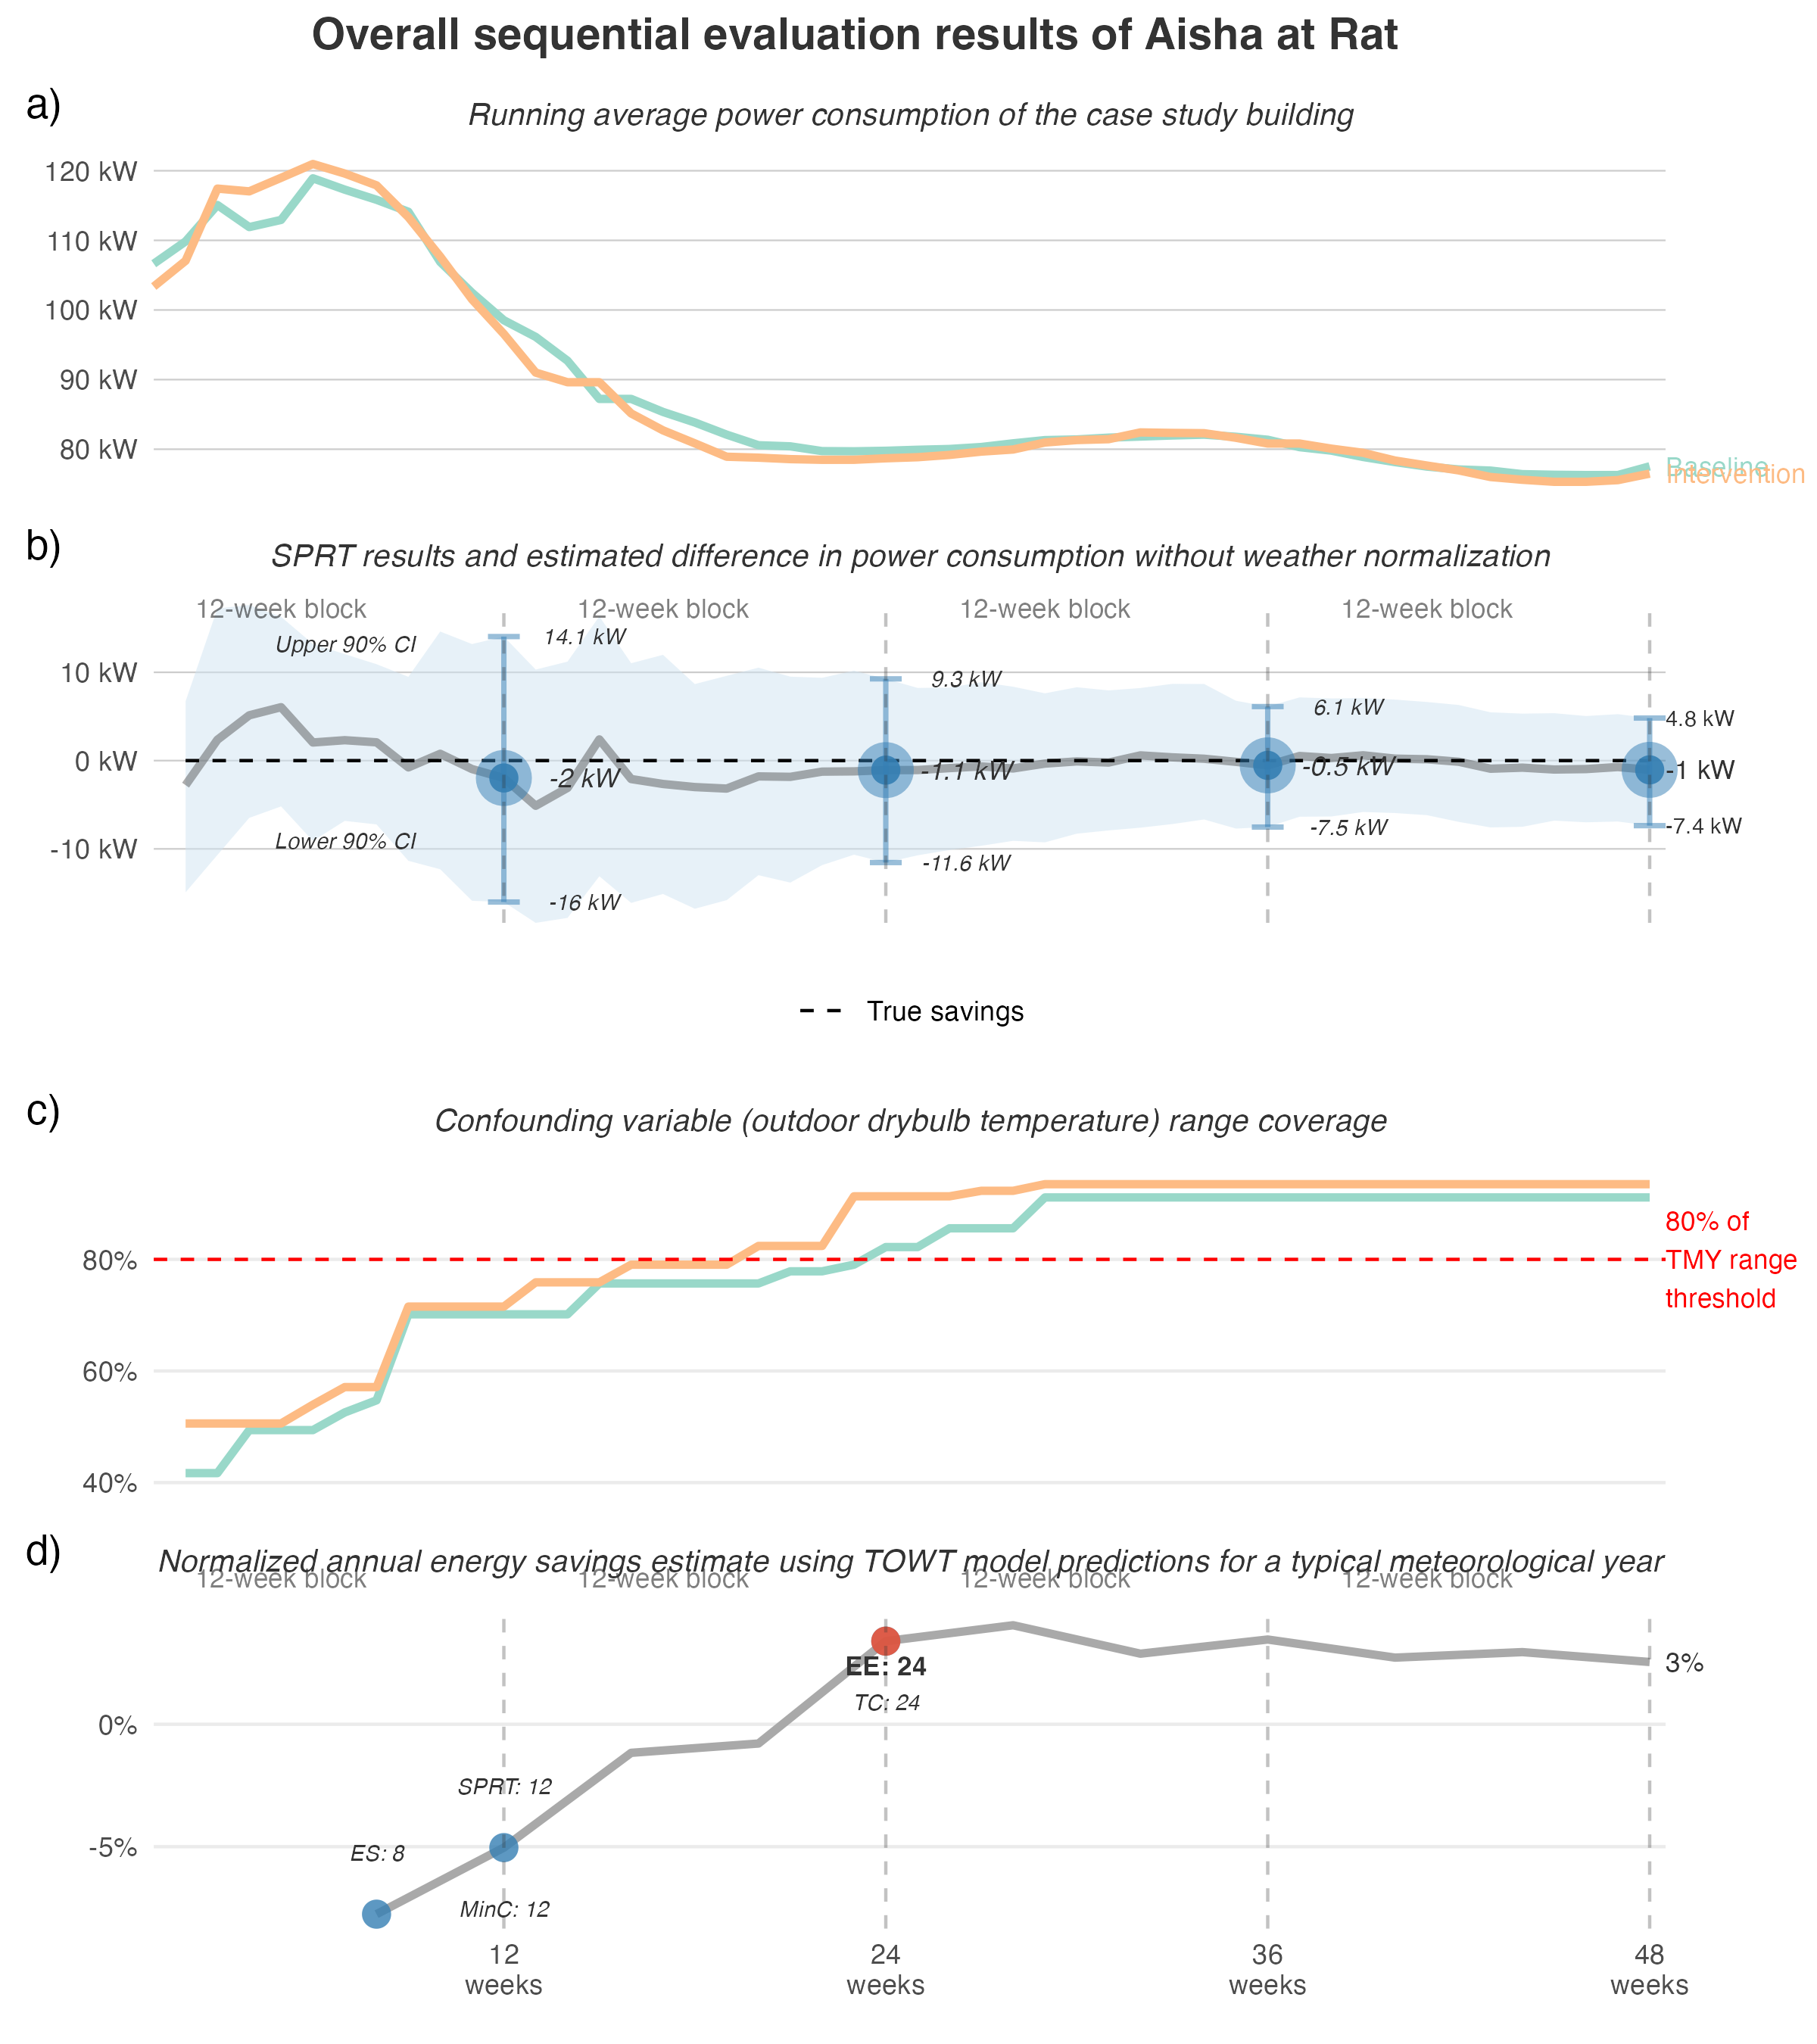 Overall sequential evaluation results of Aisha at Rat
a)
Running average power consumption of the case study building
120 kW
110 kW
100 kW
90 kW
80 kW
Baseline
Intervention
b)
SPRT results and estimated difference in power consumption without weather normalization
12-week block 12-week block 12-week block 12-week block
Upper 90% CI
14.1 kW
10 kW
9.3 kW
6.1 kW
4.8 kW
0 kW
-2 kW
-1.1 kW
-0.5 kW
-1 kW
Lower 90% CI
-10 kW
-7.5 kW
-7.4 kW
-11.6 kW
-16 kW
True savings
c)
Confounding variable (outdoor drybulb temperature) range coverage
80%
60%
40%
80% of
TMY range
threshold
d)
Normalized annual energy savings estimate using TOWT model predictions for a typical meteorological year
12-week block 12-week block 12-week block 12-week block
EE: 24
TC: 24
3%
0%
SPRT: 12
-5%
ES: 8
MinC: 12
12
weeks
24
weeks
36
weeks
48
weeks